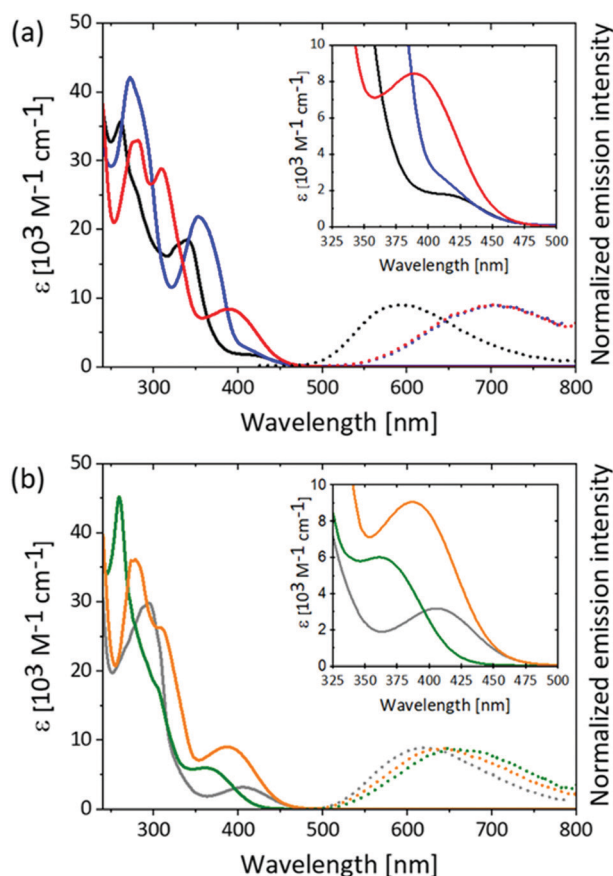 (a)
50
40
30
20
10
0
ε [10³ M⁻¹ cm⁻¹]
10
8
6
4
2
0
ε [10³ M⁻¹ cm⁻¹]
325 350 375 400 425 450 475 500
Wavelength [nm]
Normalized emission intensity
300 400 500 600 700 800
Wavelength [nm]
(b)
50
40
30
20
10
0
ε [10³ M⁻¹ cm⁻¹]
10
8
6
4
2
0
ε [10³ M⁻¹ cm⁻¹]
325 350 375 400 425 450 475 500
Wavelength [nm]
Normalized emission intensity
300 400 500 600 700 800
Wavelength [nm]